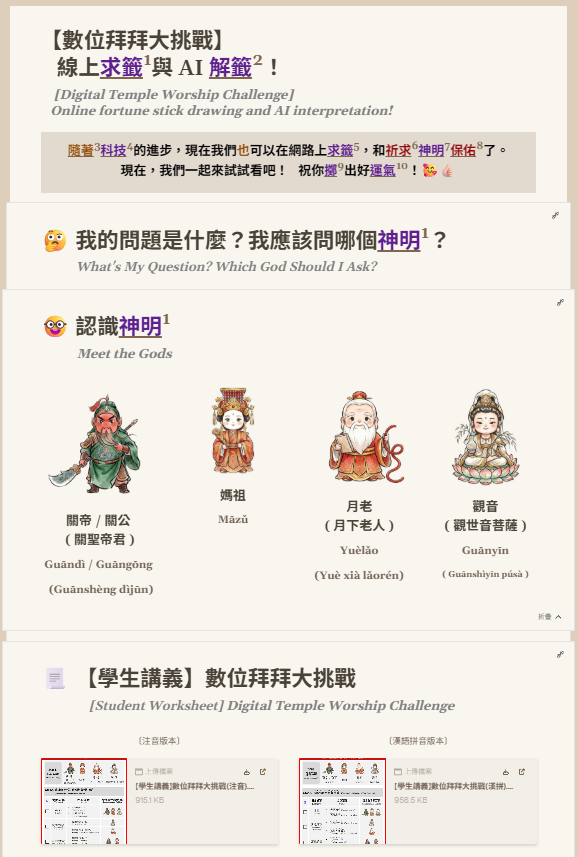 【數位拜拜大挑戰】
線上求籤1與 AI 解籤2！
[Digital Temple Worship Challenge]
Online fortune stick drawing and AI interpretation!
隨著3科技4的進步，現在我們也可以在網路上求籤5，和祈求6神明7保佑8了。
現在，我們一起來試試看吧！ 祝你擲9出好運氣10！
我的問題是什麼？我應該問哪個神明1？
What's My Question? Which God Should I Ask?
認識神明1
Meet the Gods
關帝 / 關公
( 關聖帝君 )
Guāndì / Guāngōng
(Guānshèng dìjūn)
媽祖
Māzǔ
月老
( 月下老人 )
Yuèlǎo
(Yuè xià lǎorén)
觀音
( 觀世音菩薩 )
Guānyīn
( Guānshìyīn púsà )
折疊
【學生講義】數位拜拜大挑戰
[Student Worksheet] Digital Temple Worship Challenge
（注音版本）
上傳檔案
[學生講義]數位拜拜大挑戰(注音)....
915.1 KB
（漢語拼音版本）
上傳檔案
[學生講義]數位拜拜大挑戰(漢拼)....
956.5 KB